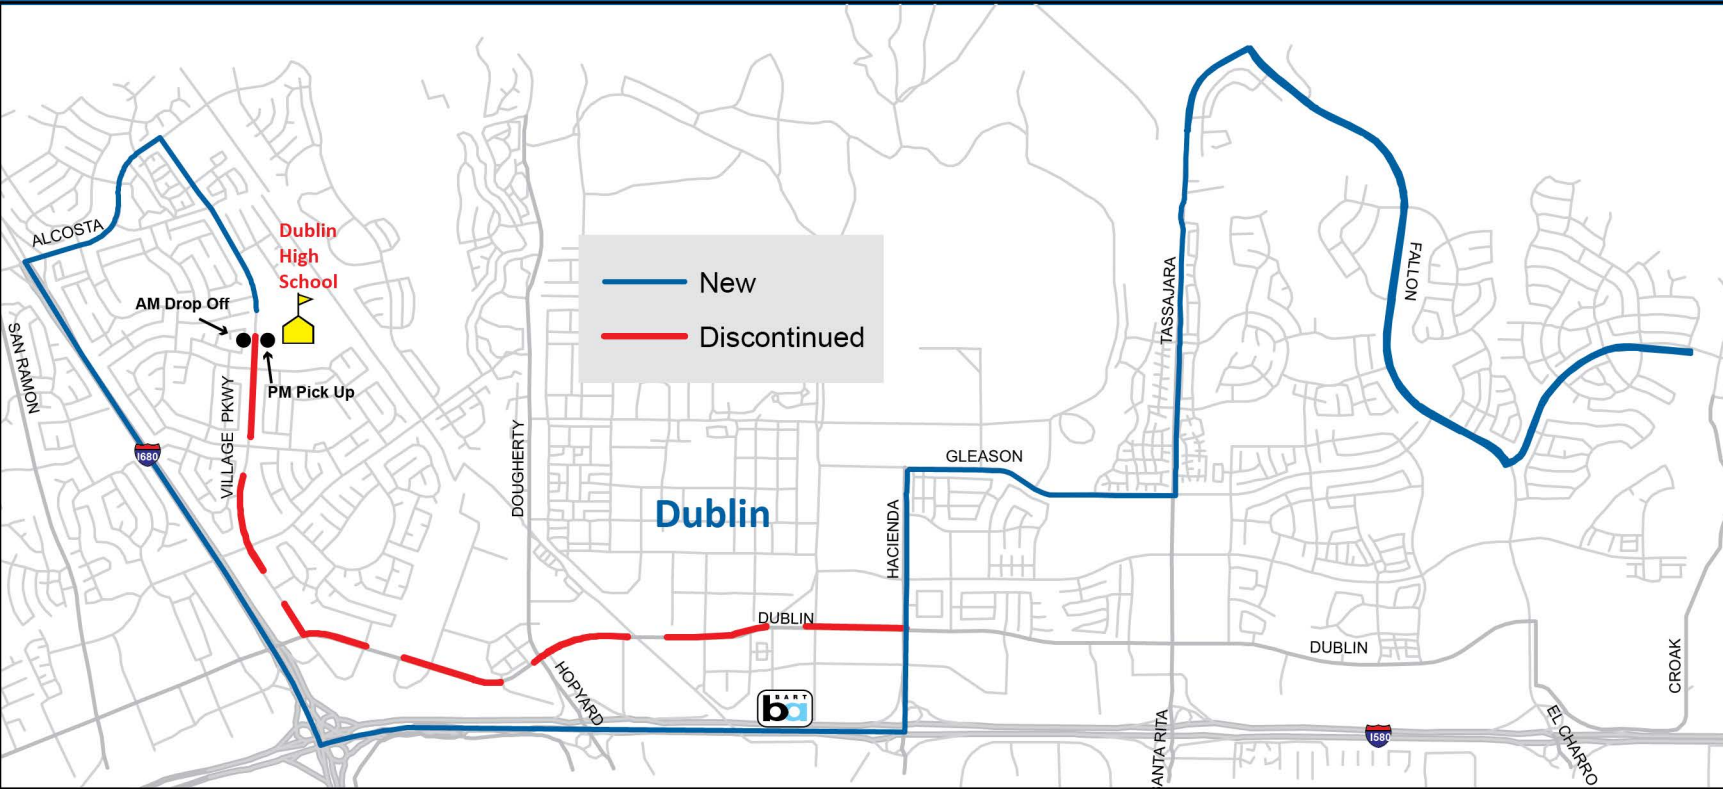 ALCOSTA
Dublin
High
School
AM Drop Off
PM Pick Up
SAN RAMON
VILLAGE PKWY
I680
DOUGHERTY
New
Discontinued
TASSAJARA
FALLON
GLEASON
Dublin
HACIENDA
DUBLIN
DUBLIN
HOPYARD
BART
ba
CROAK
ANTA RITA
I580
EL CHARRO